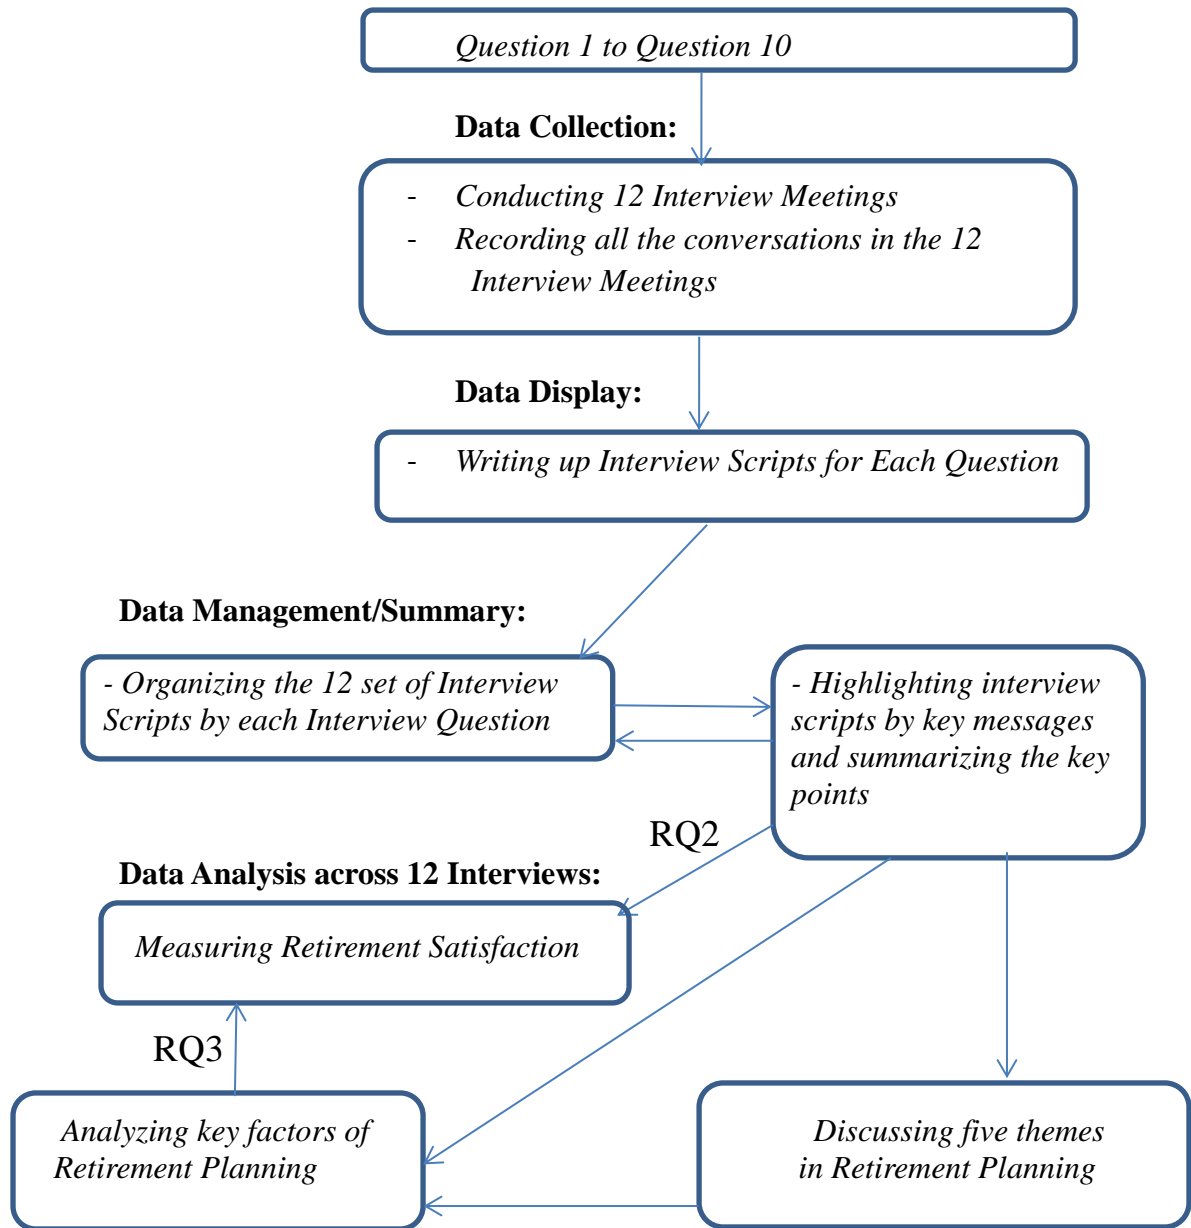 Question 1 to Question 10
Data Collection:
- Conducting 12 Interview Meetings
- Recording all the conversations in the 12
Interview Meetings
Data Display:
- Writing up Interview Scripts for Each Question
Data Management/Summary:
- Organizing the 12 set of Interview
Scripts by each Interview Question
- Highlighting interview
scripts by key messages
and summarizing the key
points
RQ2
Data Analysis across 12 Interviews:
Measuring Retirement Satisfaction
RQ3
Analyzing key factors of
Retirement Planning
Discussing five themes
in Retirement Planning